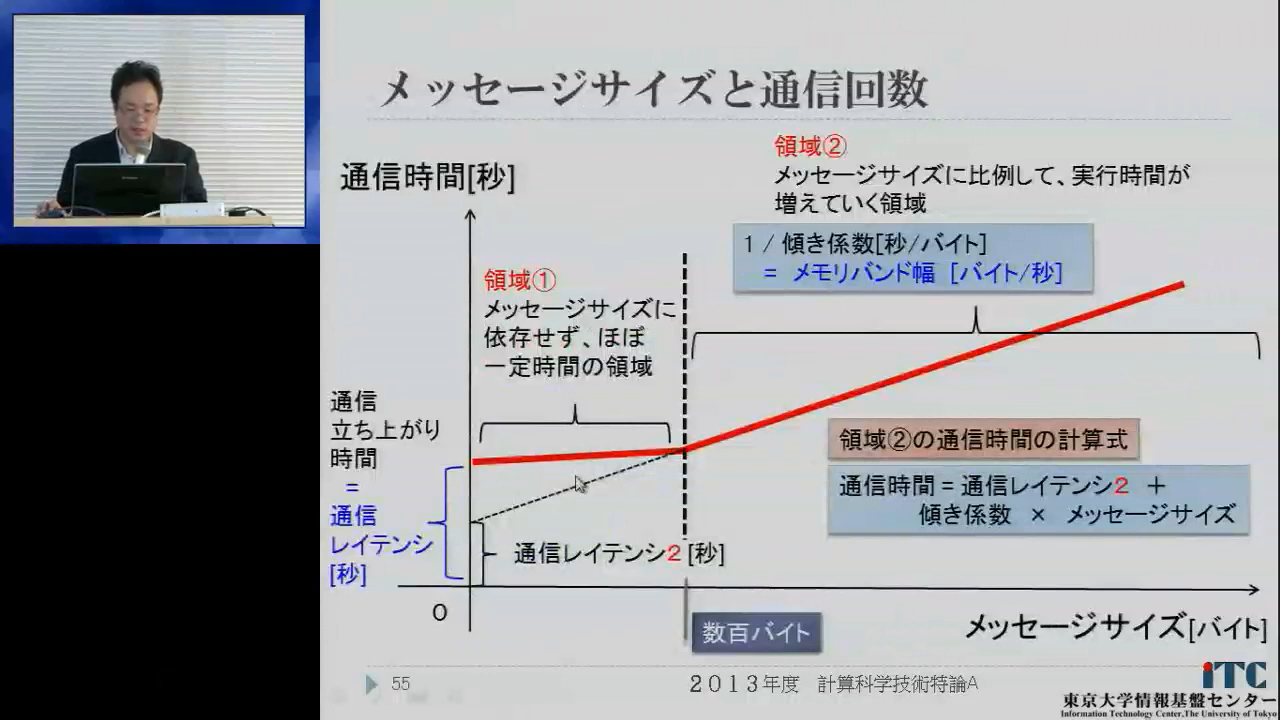 メッセージサイズと通信回数
領域②
メッセージサイズに比例して、実行時間が
増えていく領域
通信時間[秒]
1 / 傾き係数[秒/バイト]
= メモリバンド幅 [バイト/秒]
領域①
メッセージサイズに
依存せず、ほぼ
一定時間の領域
通信
立ち上がり
時間
=
通信
レイテンシ
[秒]
領域②の通信時間の計算式
通信時間 = 通信レイテンシ2 +
傾き係数 × メッセージサイズ
通信レイテンシ2 [秒]
0
数百バイト
メッセージサイズ[バイト]
55
2013年度 計算科学技術特論A
ITC
東京大学情報基盤センター
Information Technology Center,The University of Tokyo